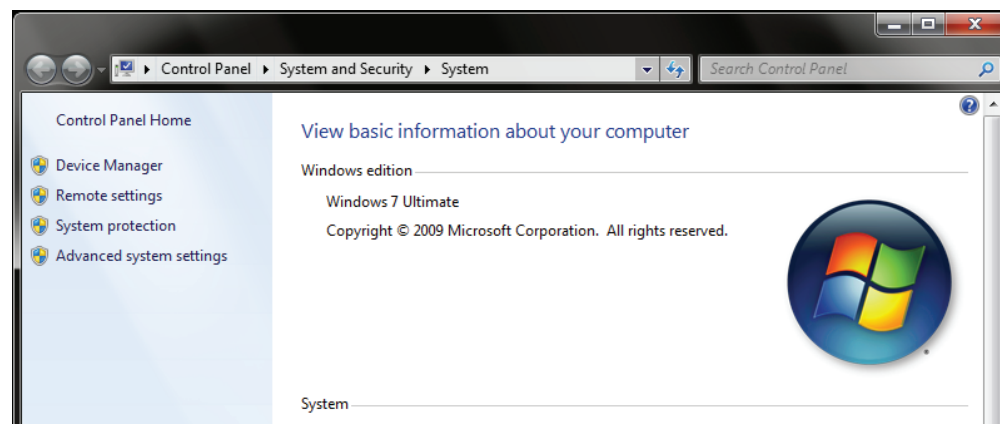 Control Panel ▸ System and Security ▸ System
Search Control Panel
Control Panel Home
Device Manager
Remote settings
System protection
Advanced system settings
View basic information about your computer
Windows edition
Windows 7 Ultimate
Copyright © 2009 Microsoft Corporation. All rights reserved.
System